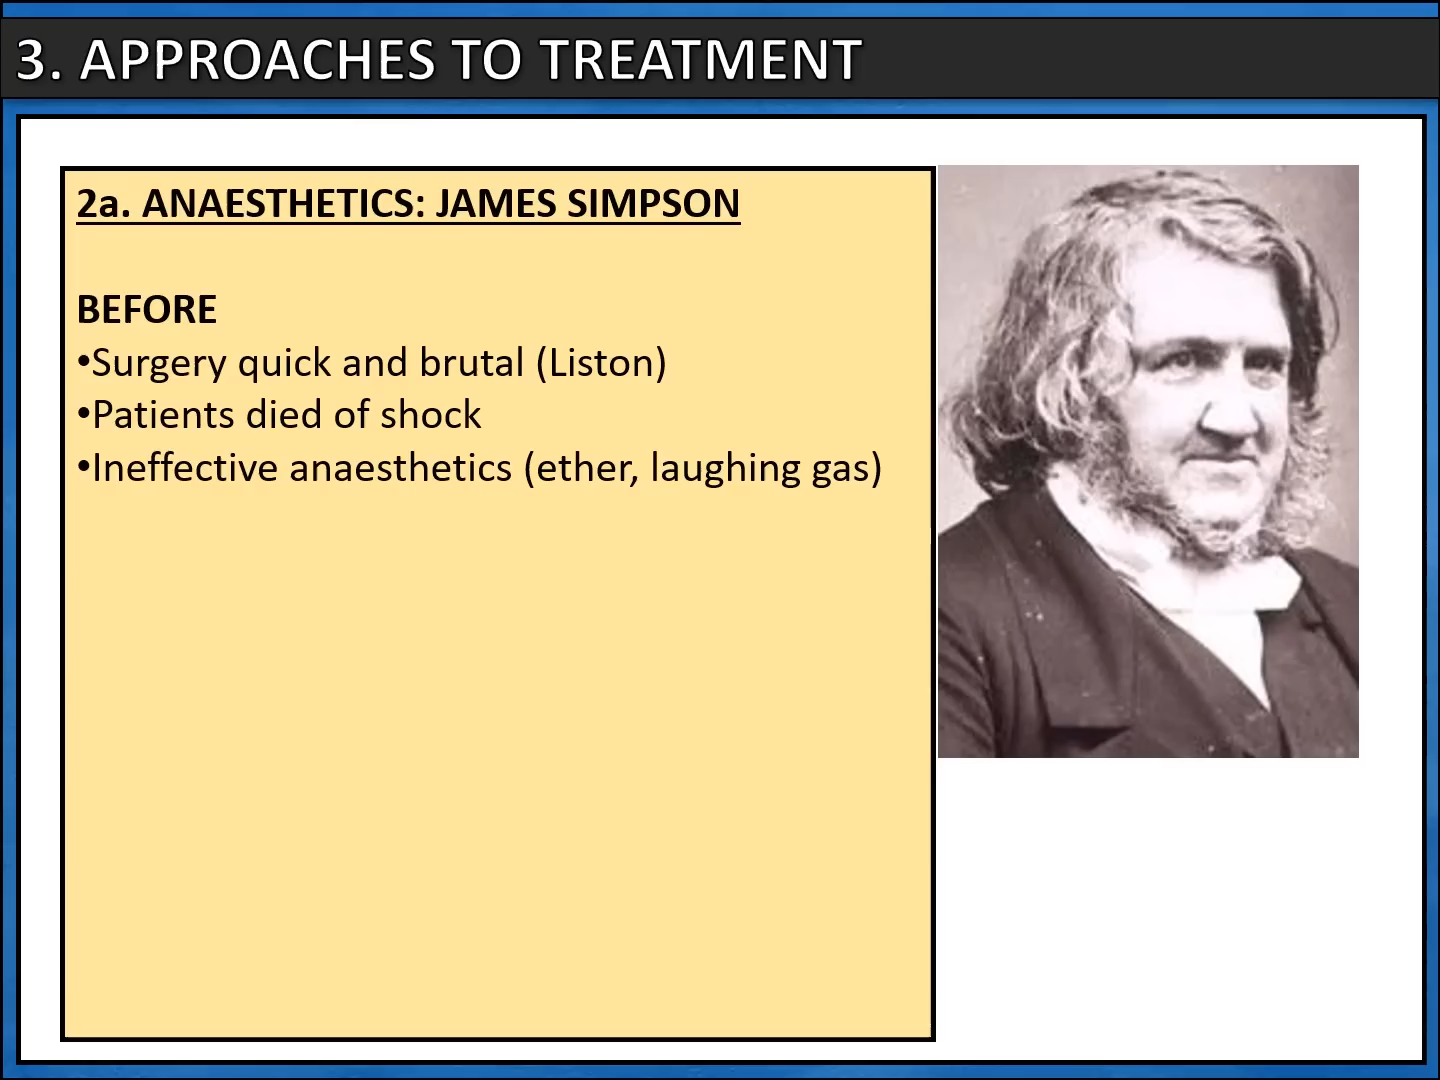 3. APPROACHES TO TREATMENT
2a. ANAESTHETICS: JAMES SIMPSON
BEFORE
•Surgery quick and brutal (Liston)
•Patients died of shock
•Ineffective anaesthetics (ether, laughing gas)